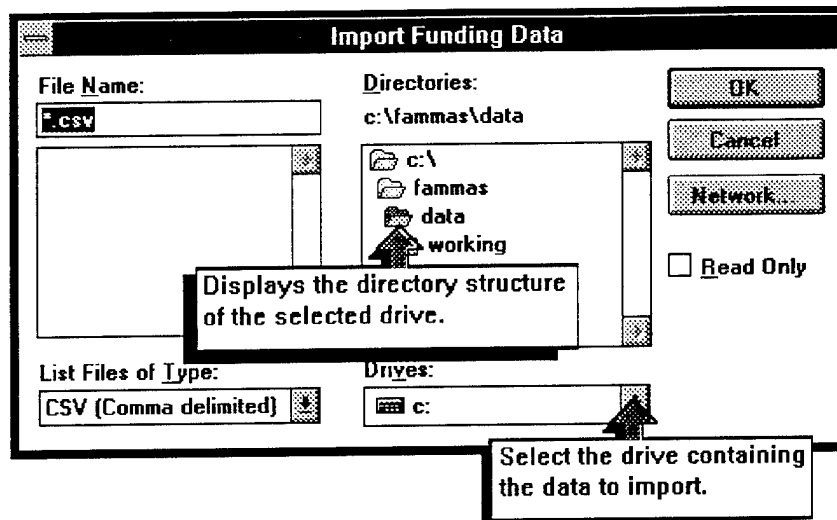 Import Funding Data
File Name:
*.csv
Directories:
c:\fammas\data
c:\
fammas
data
working
OK
Cancel
Network...
Read Only
Displays the directory structure
of the selected drive.
List Files of Type:
CSV (Comma delimited)
Drives:
c:
Select the drive containing
the data to import.